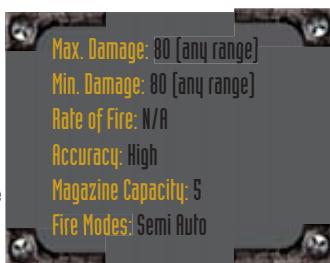 Max. Damage: 80 (any range)
Min. Damage: 80 (any range)
Rate of Fire: N/A
Accuracy: High
Magazine Capacity: 5
Fire Modes: Semi Auto